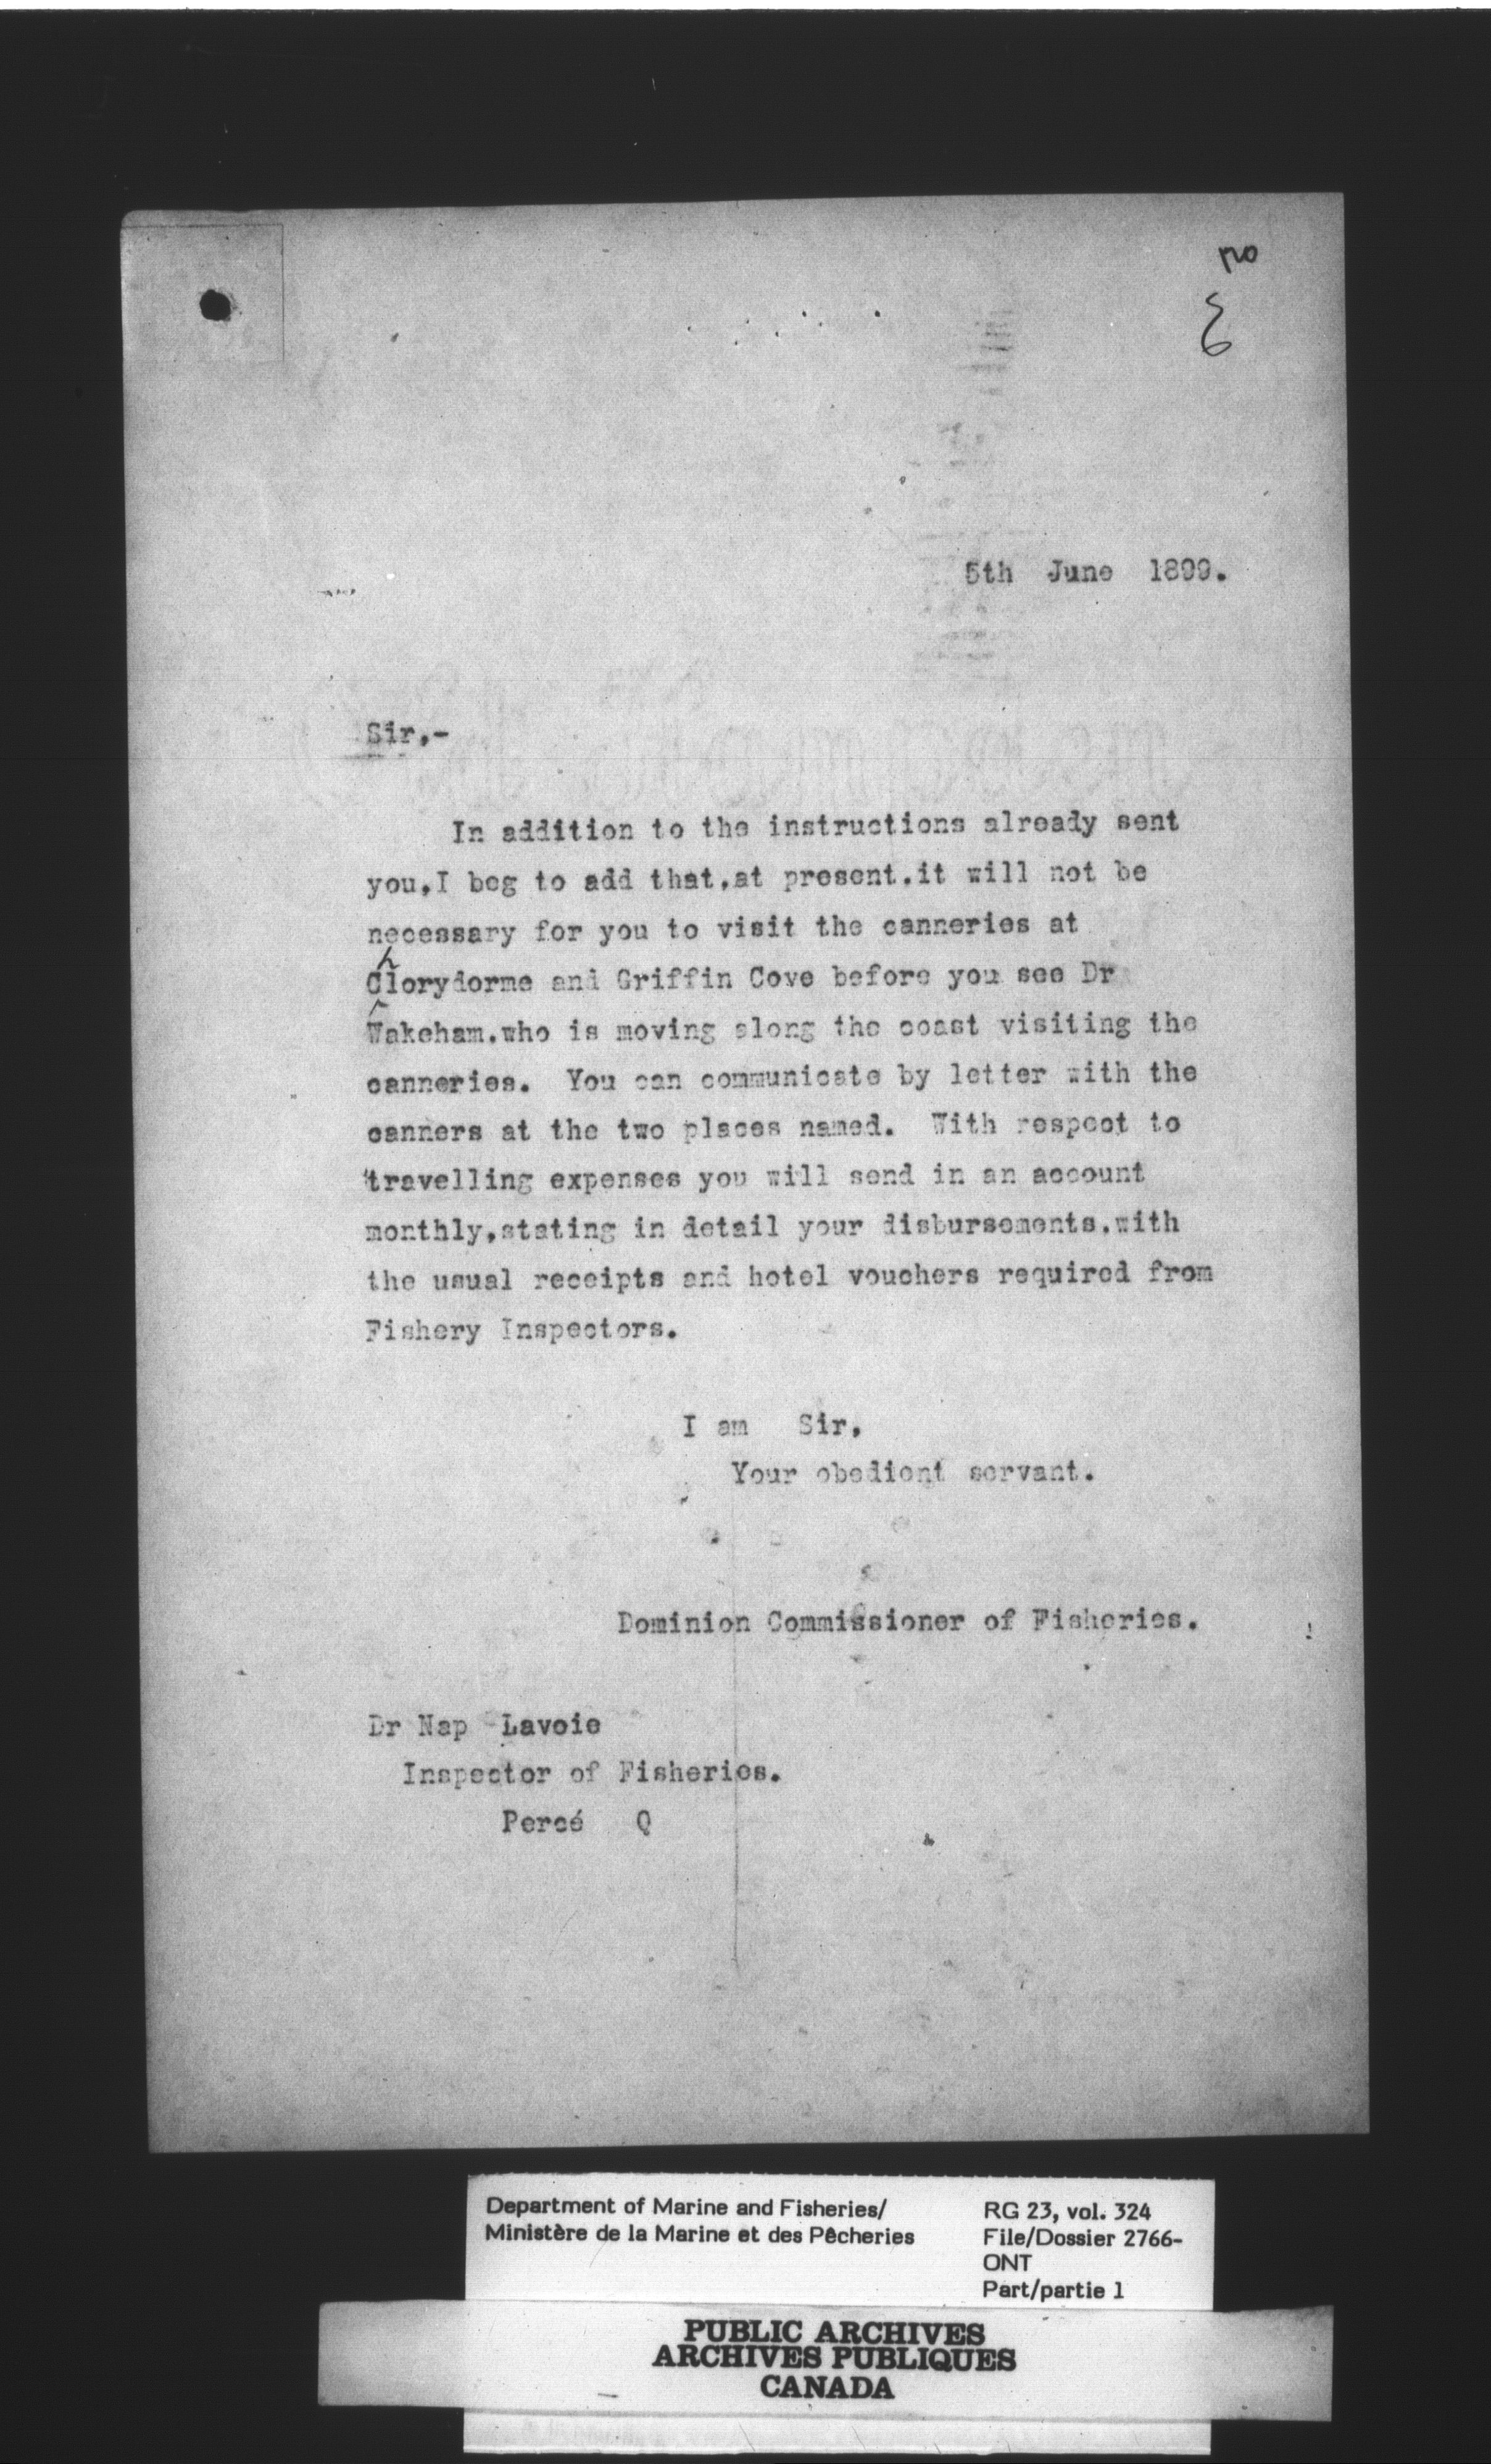 no
5th June 1899.
Sir,-
In addition to the instructions already sent
you,I beg to add that,at present,it will not be
necessary for you to visit the canneries at
h
Clorydorme and Griffin Cove before you see Dr
Wakeham,who is moving along the coast visiting the
canneries. You can communicate by letter with the
canners at the two places named. With respect to
travelling expenses you will send in an account
monthly,stating in detail your disbursements,with
the usual receipts and hotel vouchers required from
Fishery Inspectors.
I am Sir,
Your obedient servant.
Dominion Commissioner of Fisheries.
Dr Nap Lavoie
Inspector of Fisheries.
Percé Q
Department of Marine and Fisheries/
Ministère de la Marine et des Pêcheries
RG 23, vol. 324
File/Dossier 2766-
ONT
Part/partie 1
PUBLIC ARCHIVES
ARCHIVES PUBLIQUES
CANADA